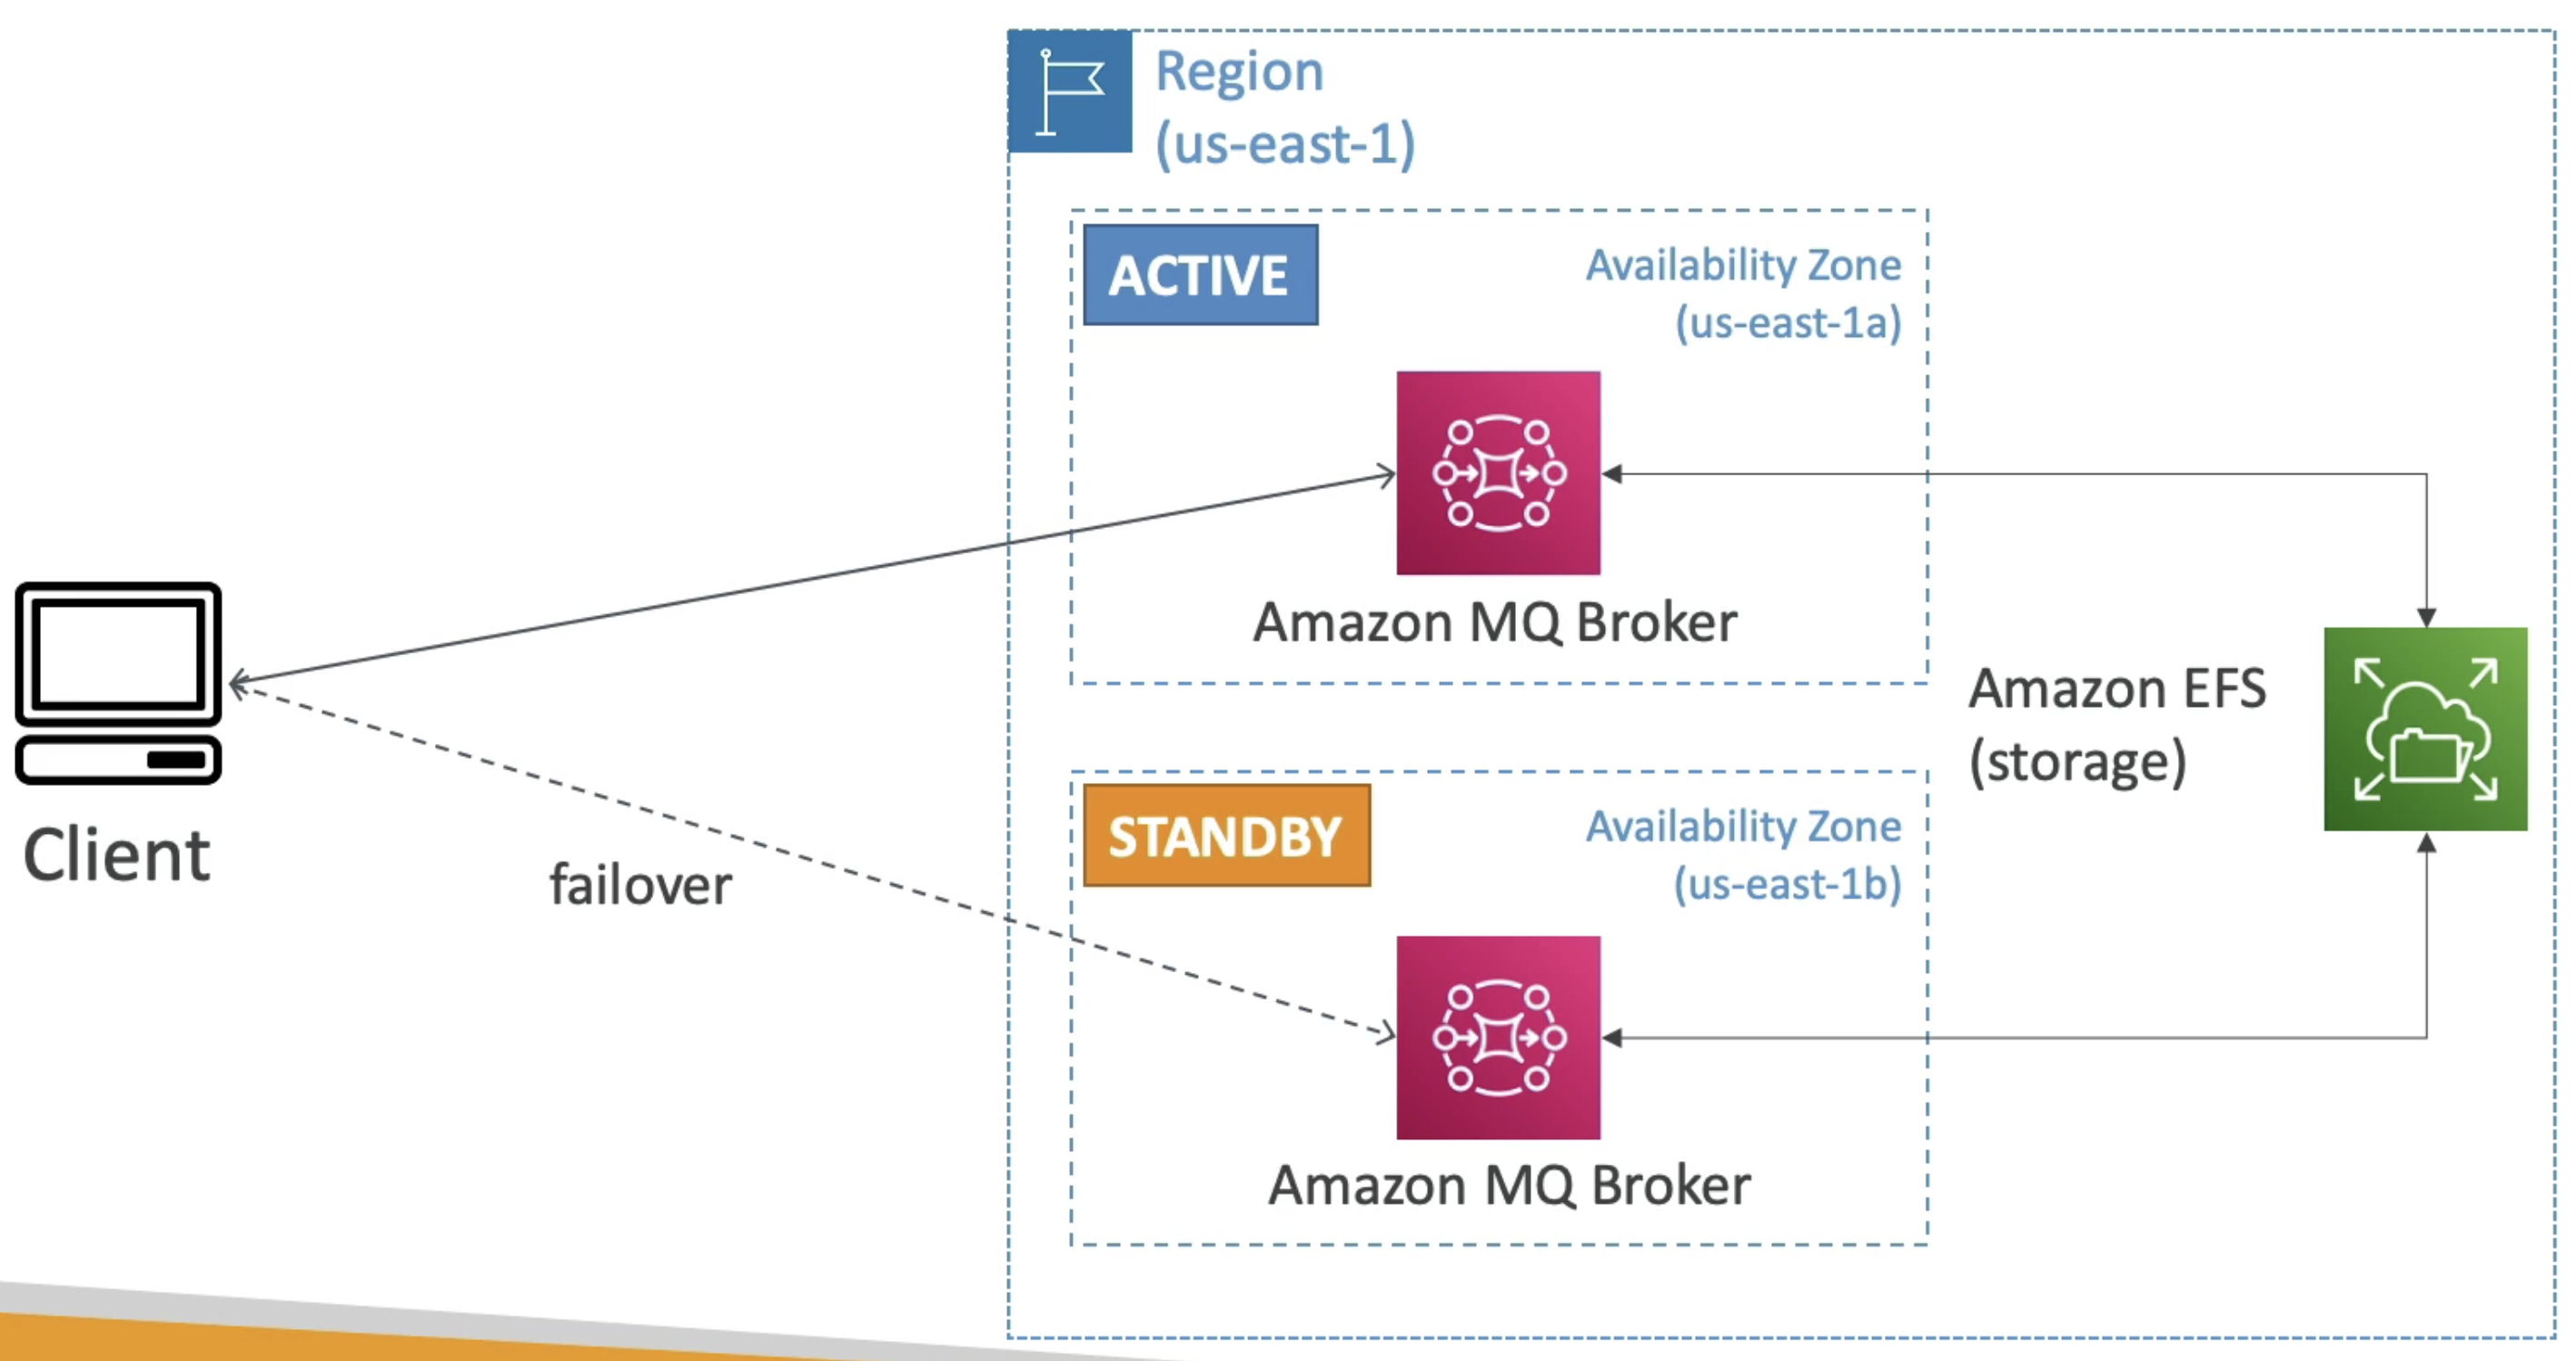 Region
(us-east-1)
ACTIVE
Availability Zone
(us-east-1a)
Amazon MQ Broker
Client
failover
Amazon EFS
(storage)
STANDBY
Availability Zone
(us-east-1b)
Amazon MQ Broker